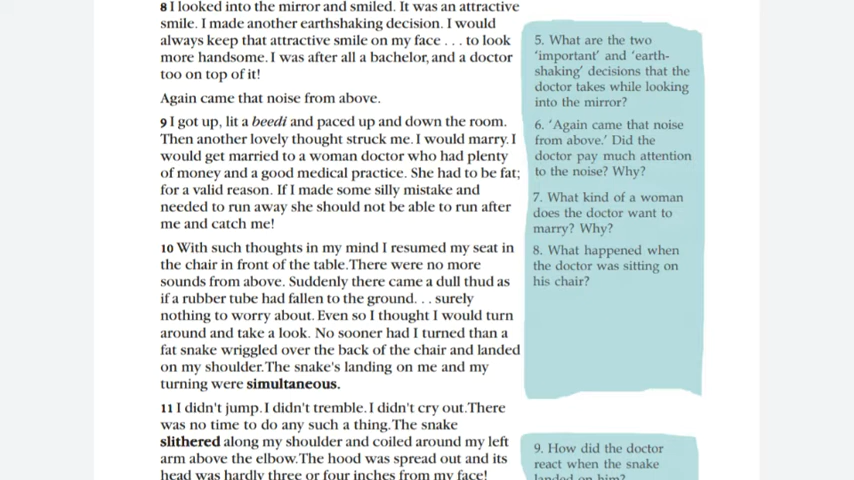 8 I looked into the mirror and smiled. It was an attractive
smile. I made another earthshaking decision. I would
always keep that attractive smile on my face . . . to look
more handsome. I was after all a bachelor, and a doctor
too on top of it!
Again came that noise from above.
9 I got up, lit a beedi and paced up and down the room.
Then another lovely thought struck me. I would marry. I
would get married to a woman doctor who had plenty
of money and a good medical practice. She had to be fat;
for a valid reason. If I made some silly mistake and
needed to run away she should not be able to run after
me and catch me!
10 With such thoughts in my mind I resumed my seat in
the chair in front of the table. There were no more
sounds from above. Suddenly there came a dull thud as
if a rubber tube had fallen to the ground. . . surely
nothing to worry about. Even so I thought I would turn
around and take a look. No sooner had I turned than a
fat snake wriggled over the back of the chair and landed
on my shoulder. The snake's landing on me and my
turning were simultaneous.
11 I didn't jump. I didn't tremble. I didn't cry out. There
was no time to do any such a thing. The snake
slithered along my shoulder and coiled around my left
arm above the elbow. The hood was spread out and its
head was hardly three or four inches from my face!
5. What are the two
‘important’ and ‘earth-
shaking’ decisions that the
doctor takes while looking
into the mirror?
6. ‘Again came that noise
from above.’ Did the
doctor pay much attention
to the noise? Why?
7. What kind of a woman
does the doctor want to
marry? Why?
8. What happened when
the doctor was sitting on
his chair?
9. How did the doctor
react when the snake
landed on him?